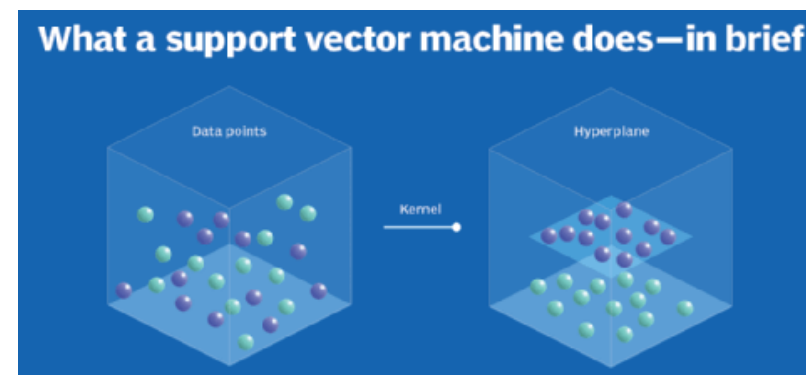 What a support vector machine does—in brief
Data points
Kernel
Hyperplane